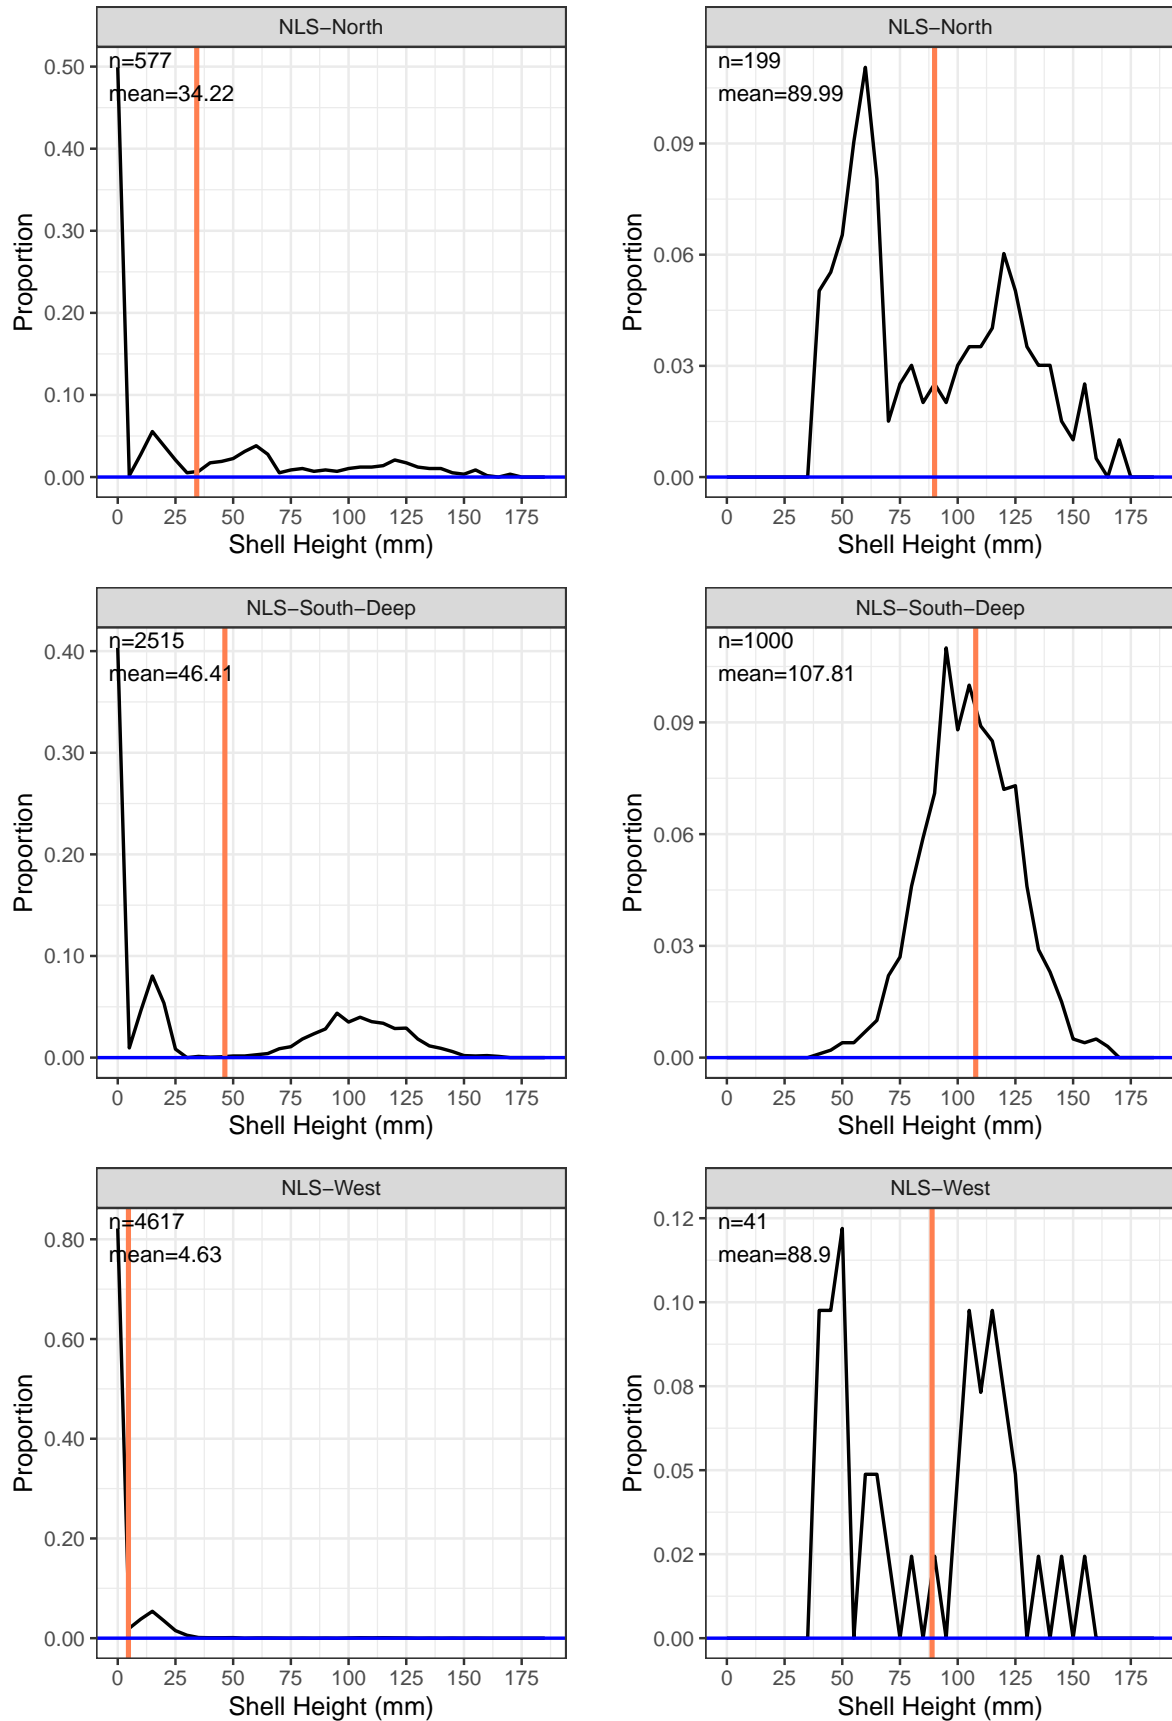 NLS−North
n=577
mean=34.22
0.50
0.40
0.30
0.20
0.10
0.00
Proportion
0 25 50 75 100 125 150 175
Shell Height (mm)
NLS−North
n=199
mean=89.99
0.09
0.06
0.03
0.00
Proportion
0 25 50 75 100 125 150 175
Shell Height (mm)
NLS−South−Deep
n=2515
mean=46.41
0.40
0.30
0.20
0.10
0.00
Proportion
0 25 50 75 100 125 150 175
Shell Height (mm)
NLS−South−Deep
n=1000
mean=107.81
0.09
0.06
0.03
0.00
Proportion
0 25 50 75 100 125 150 175
Shell Height (mm)
NLS−West
n=4617
mean=4.63
0.80
0.60
0.40
0.20
0.00
Proportion
0 25 50 75 100 125 150 175
Shell Height (mm)
NLS−West
n=41
mean=88.9
0.12
0.10
0.08
0.05
0.02
0.00
Proportion
0 25 50 75 100 125 150 175
Shell Height (mm)